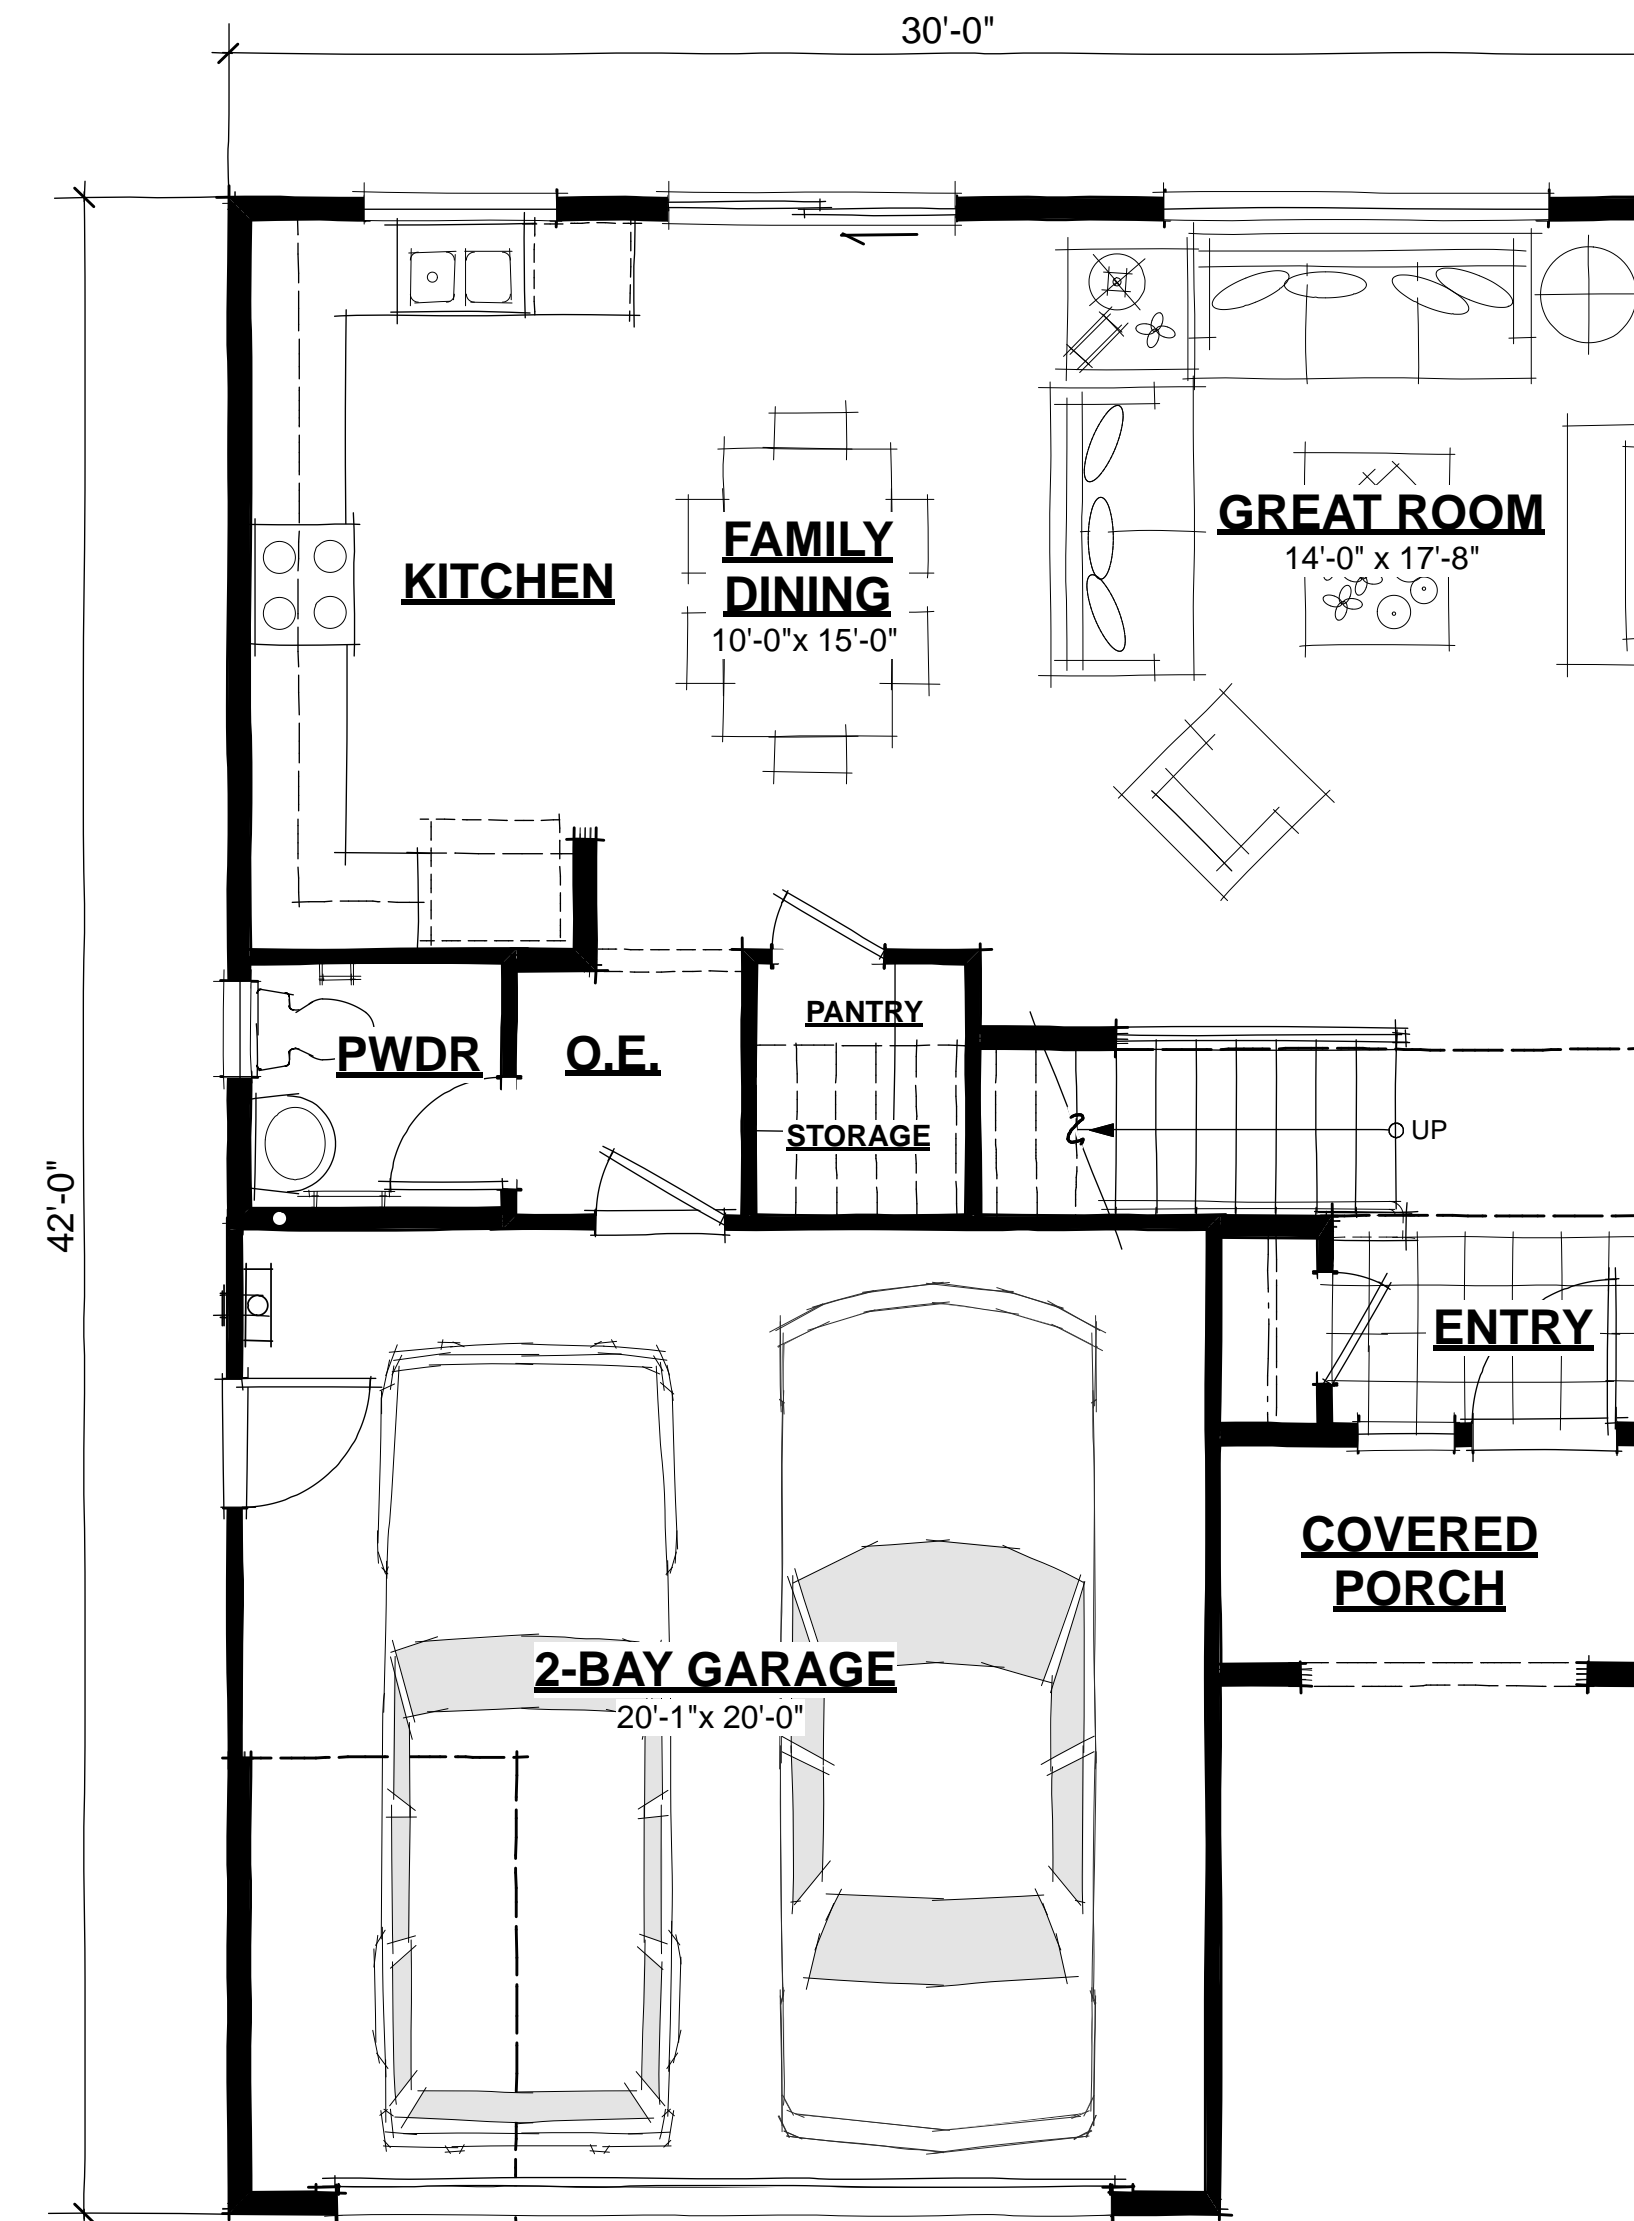 30'-0"
KITCHEN
FAMILY
DINING
10'-0"x 15'-0"
GREAT ROOM
14'-0" x 17'-8"
PWDR
O.E.
PANTRY
STORAGE
UP
42'-0"
ENTRY
COVERED
PORCH
2-BAY GARAGE
20'-1"x 20'-0"